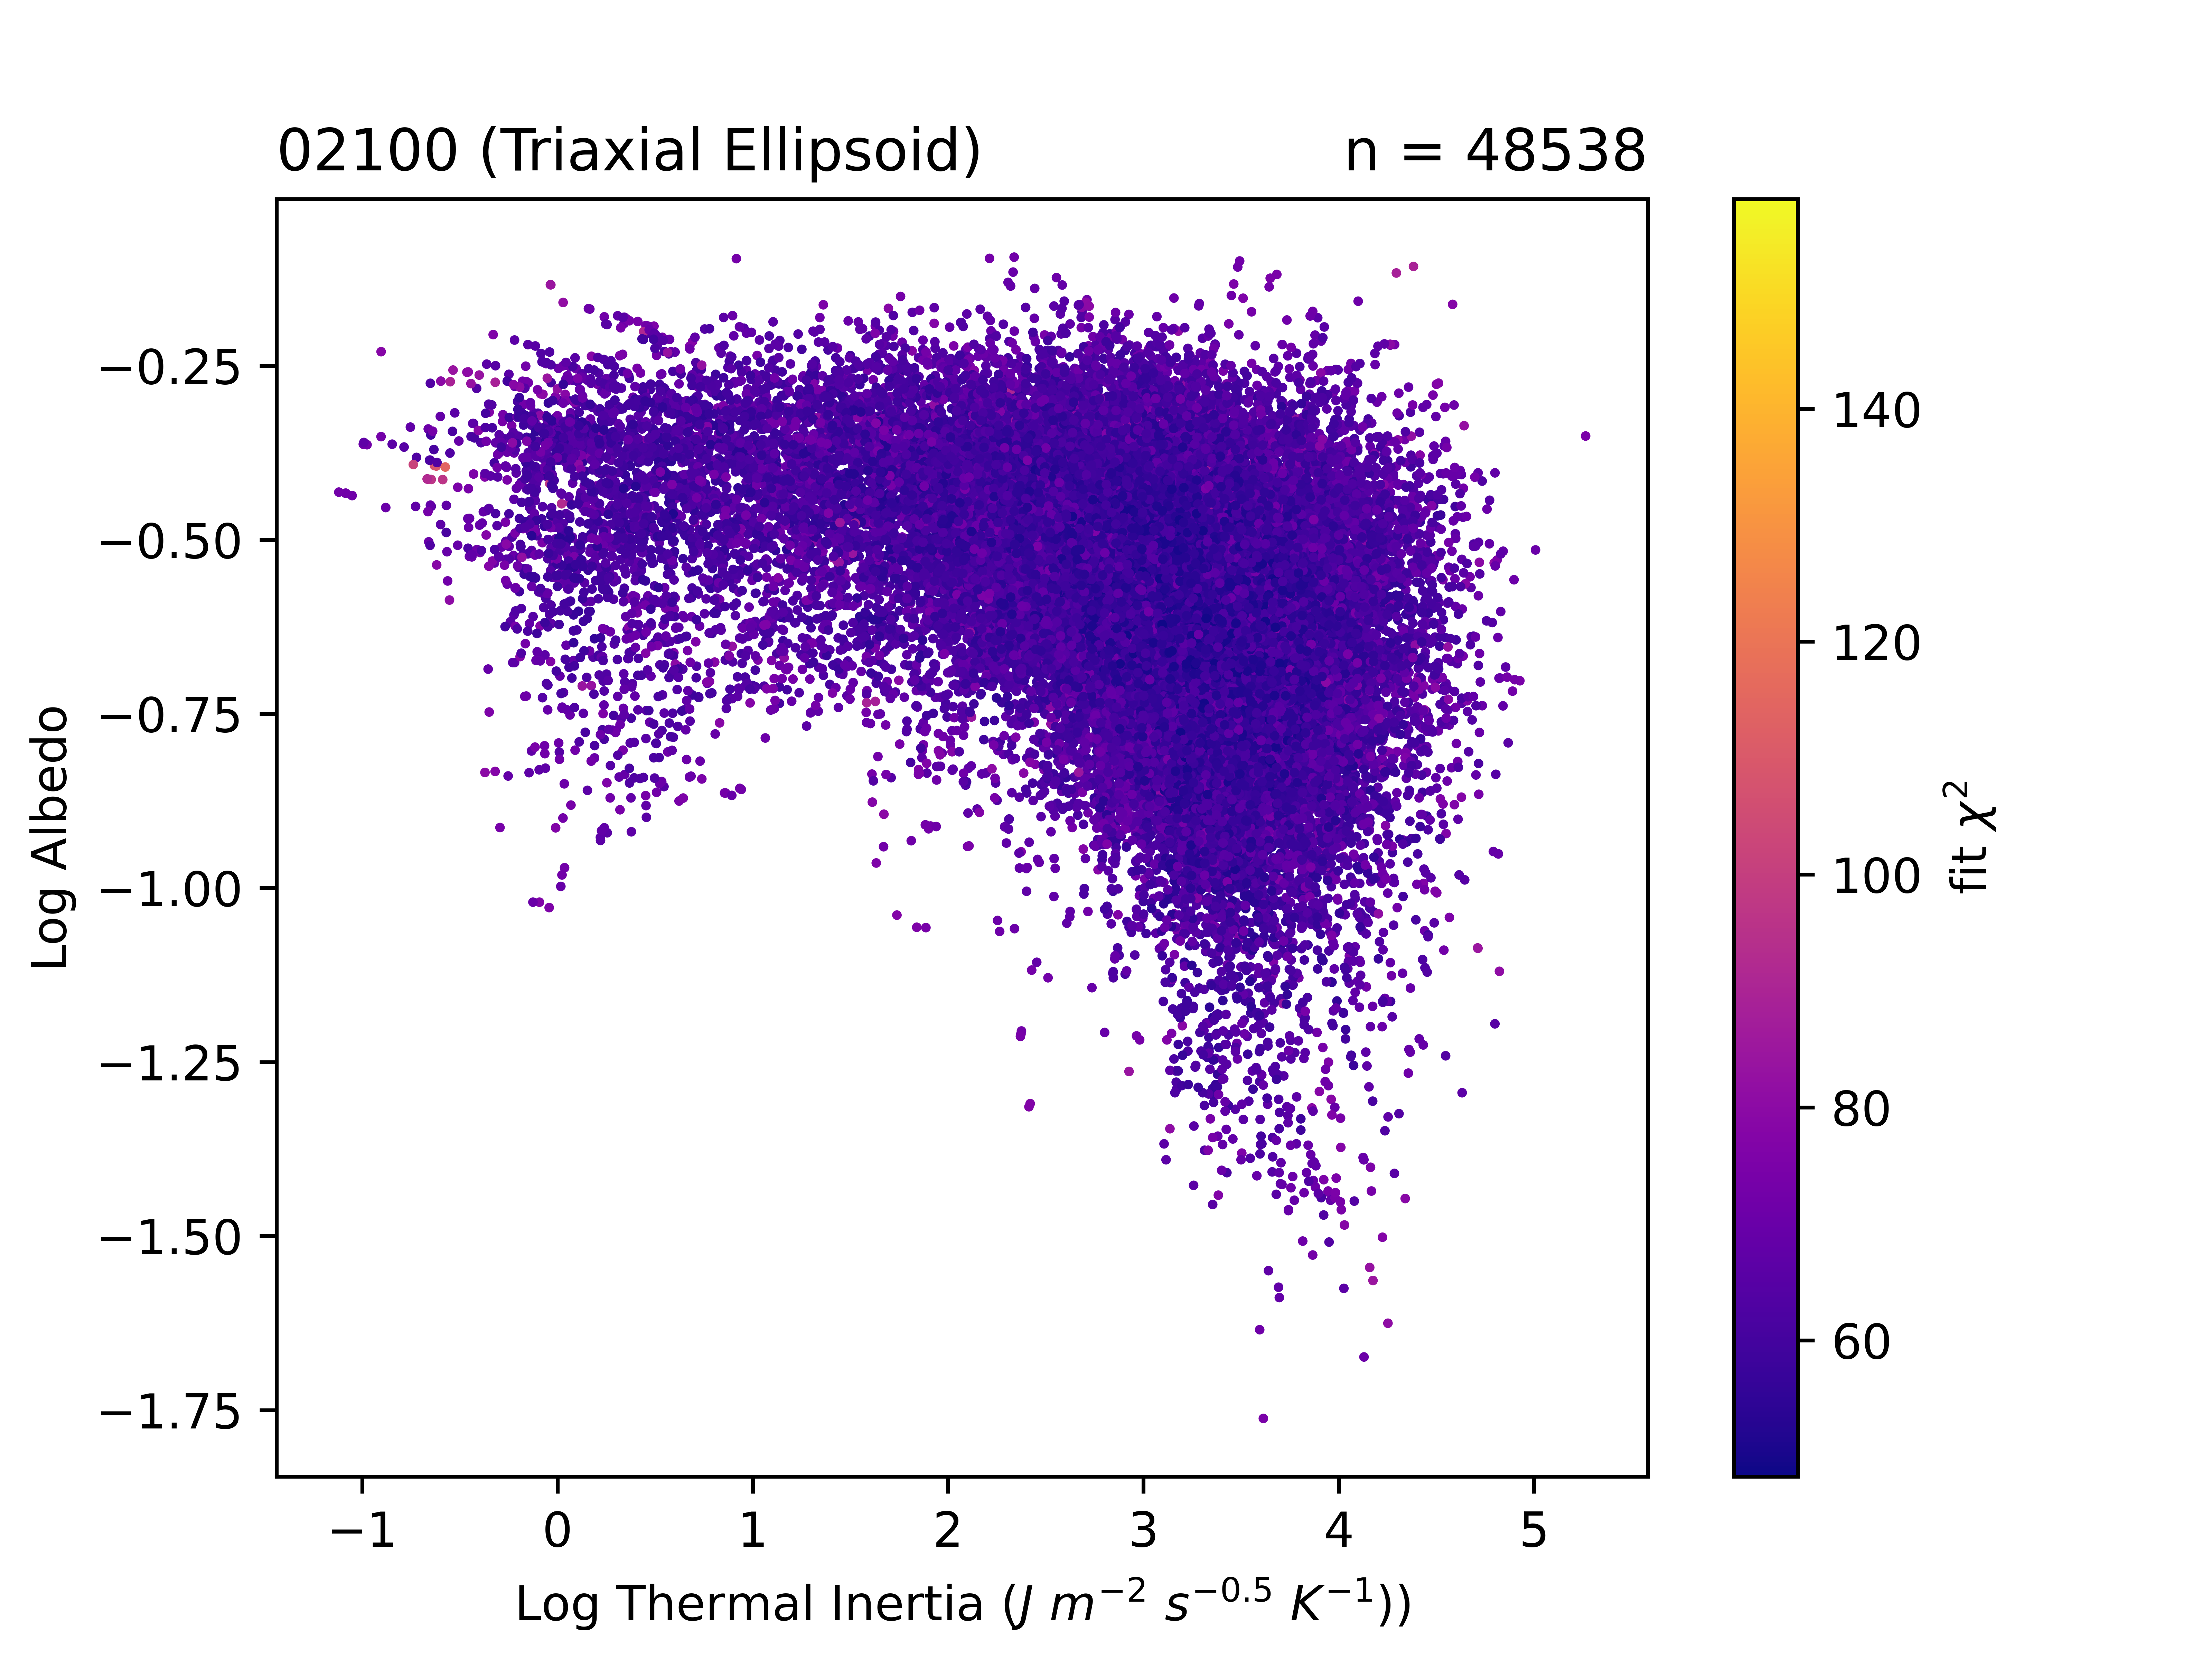 02100 (Triaxial Ellipsoid) n = 48538
−0.25
−0.50
−0.75
−1.00
−1.25
−1.50
−1.75
Log Albedo
−1 0 1 2 3 4 5
Log Thermal Inertia (J m⁻² s⁻⁰·⁵ K⁻¹))
140
120
100
80
60
fit χ²